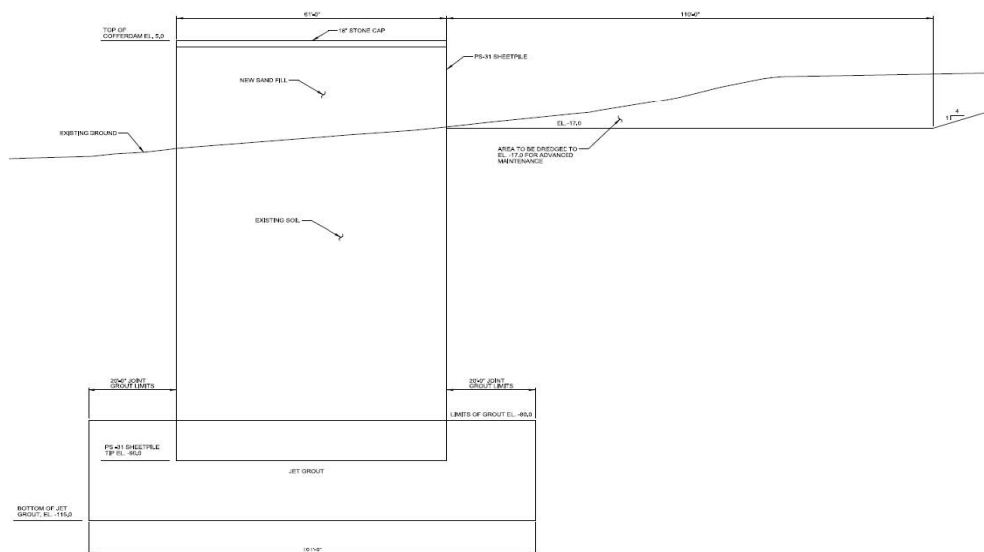 61'-0"
110'-0"
TOP OF
COFFERDAM EL. 5.0
16" STONE CAP
PS-31 SHEETPILE
NEW SAND FILL
EXISTING GROUND
EL. -17.0
4
1
AREA TO BE DREDGED TO
EL. -17.0 FOR ADVANCED
MAINTENANCE
EXISTING SOIL
20'-0" JOINT
GROUT LIMITS
20'-0" JOINT
GROUT LIMITS
LIMITS OF GROUT EL. -80.0
PS-31 SHEETPILE
TIP EL. -90.0
JET GROUT
BOTTOM OF JET
GROUT, EL. -115.0
101'-0"